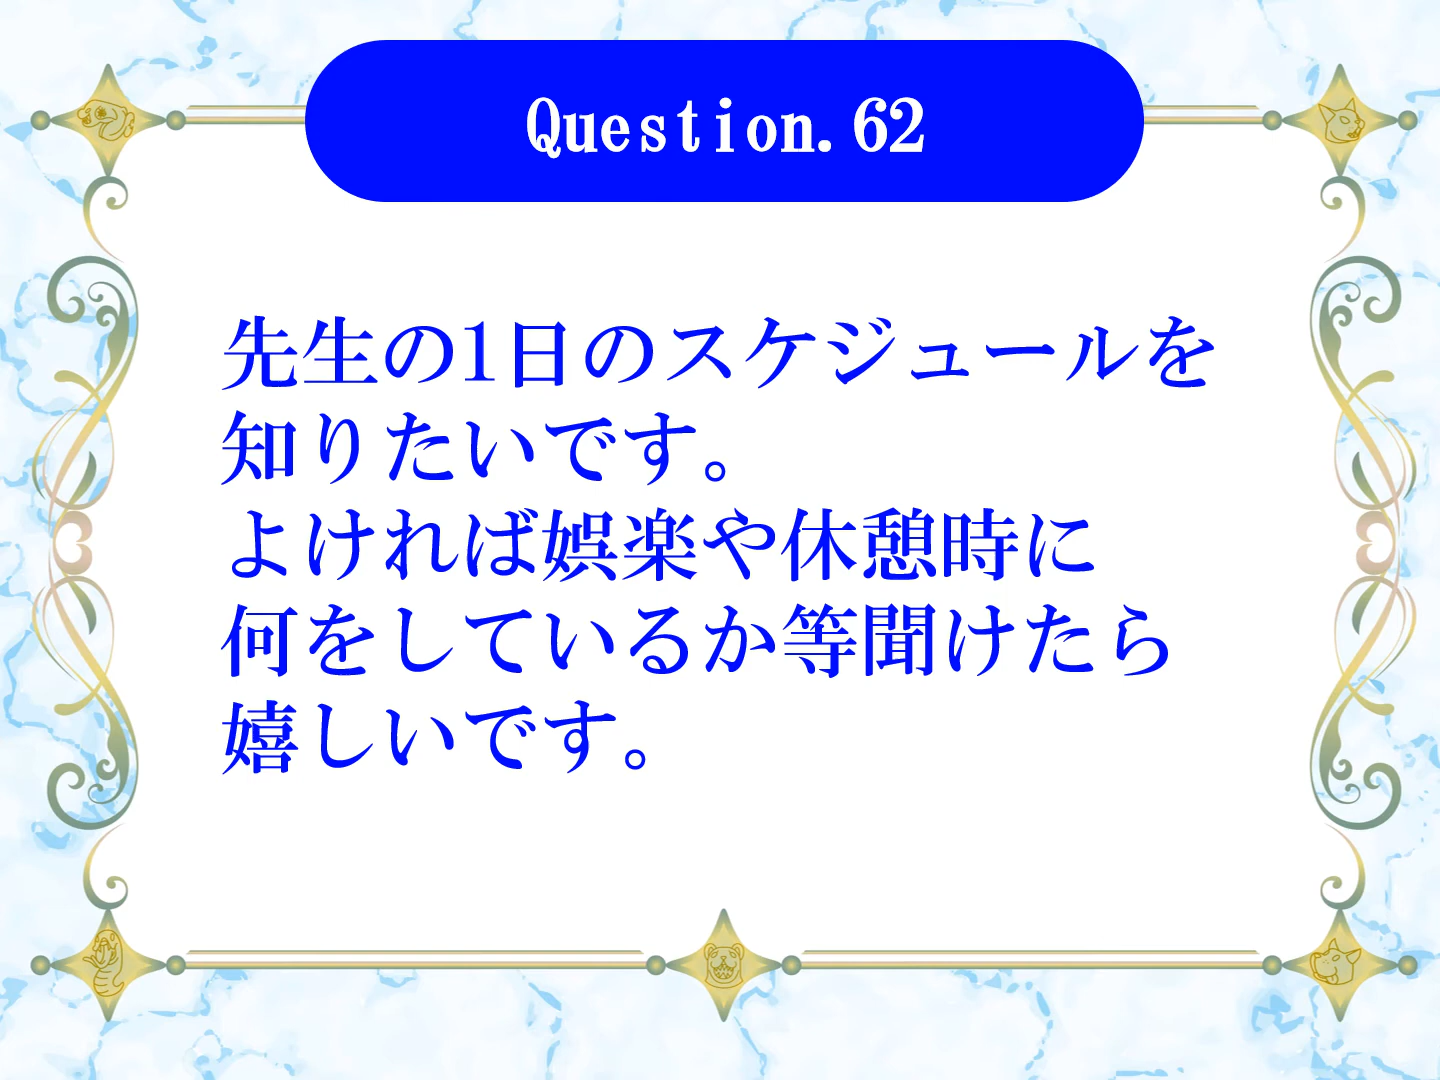 Question.62
先生の1日のスケジュールを
知りたいです。
よければ娯楽や休憩時に
何をしているか等聞けたら
嬉しいです。